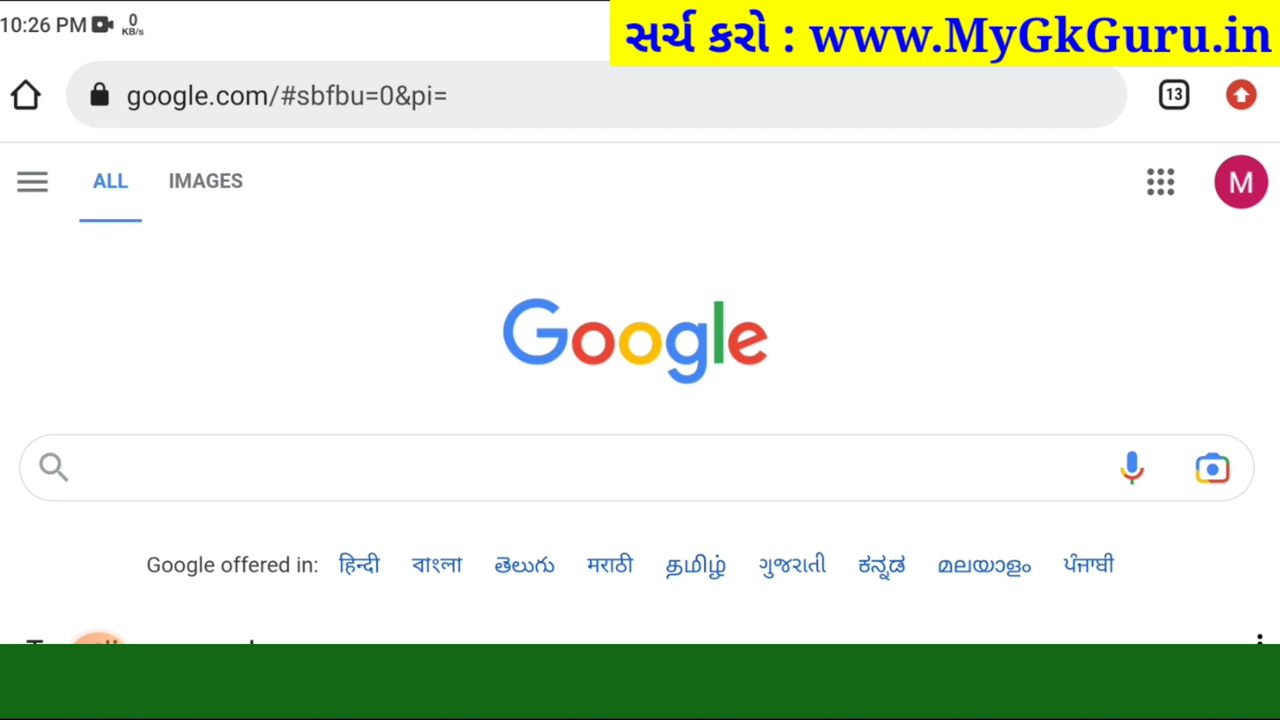 10:26 PM 0 KB/s
સર્ચ કરો : www.MyGkGuru.in
google.com/#sbfbu=0&pi=
13
ALL IMAGES
M
Google
Google offered in: हिन्दी বাংলা తెలుగు मराठी தமிழ் ગુજરાતી ಕನ್ನಡ മലയാളം ਪੰਜਾਬੀ